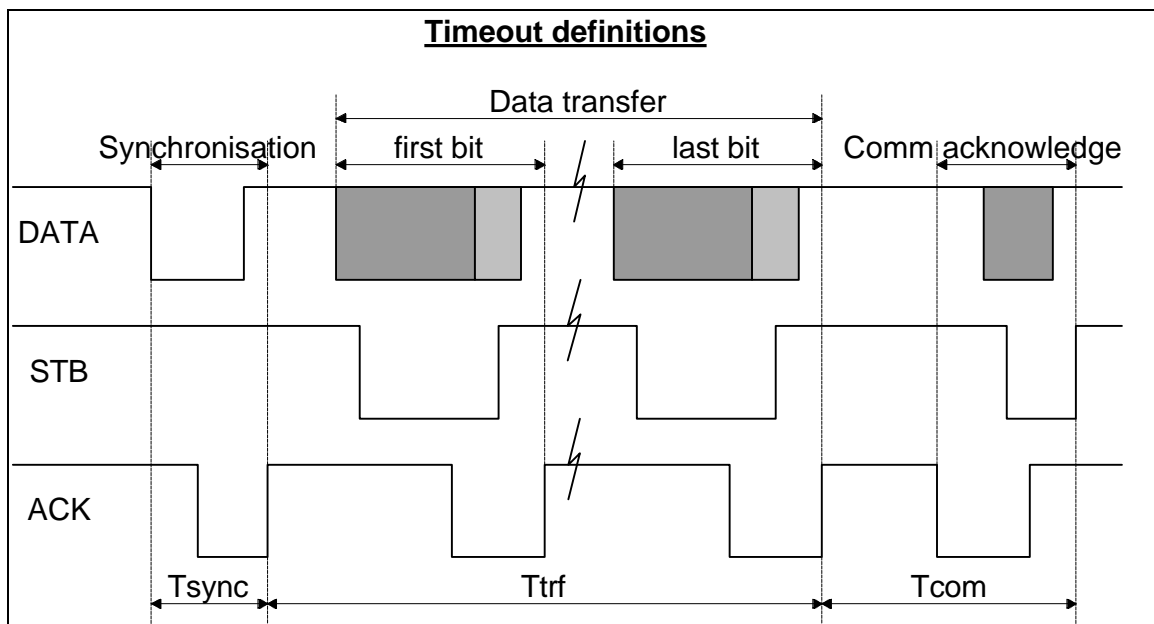 Timeout definitions
Data transfer
Synchronisation
first bit
last bit
Comm acknowledge
DATA
STB
ACK
Tsync
Ttrf
Tcom